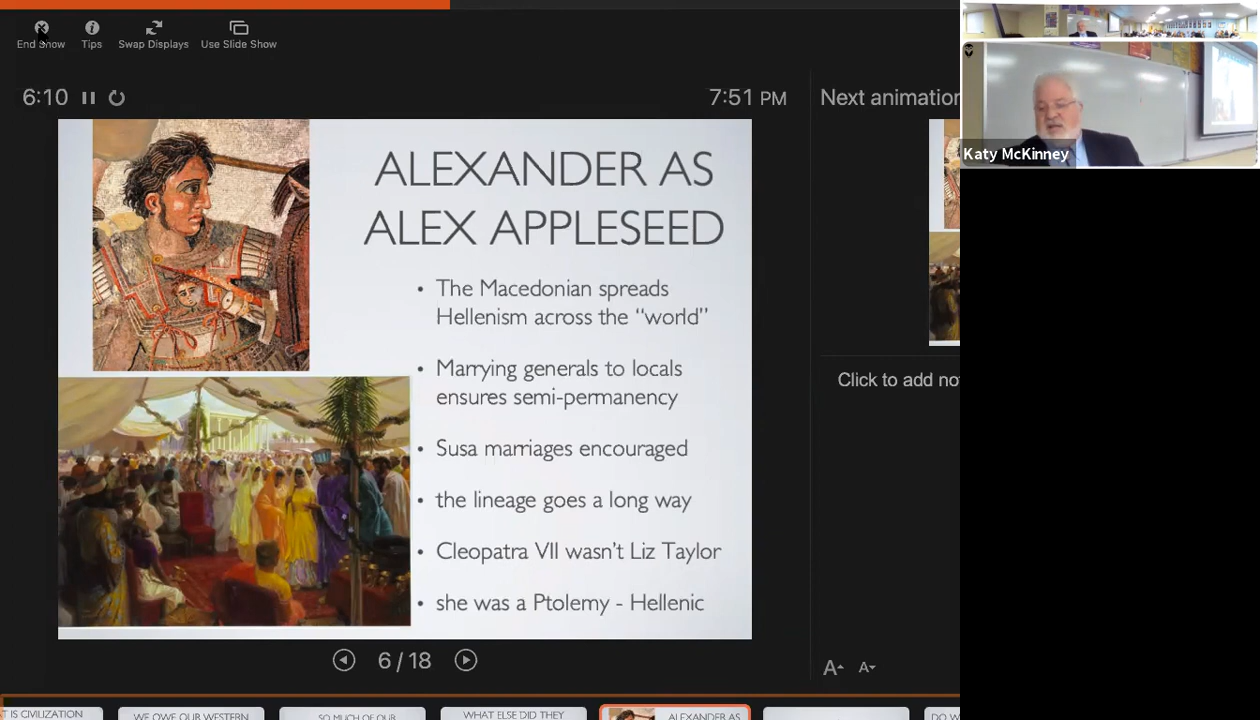 End Show
Tips
Swap Displays
Use Slide Show
6:10
7:51 PM
Next animation
Katy McKinney
ALEXANDER AS
ALEX APPLESEED
• The Macedonian spreads
Hellenism across the “world”
• Marrying generals to locals
ensures semi-permanency
• Susa marriages encouraged
• the lineage goes a long way
• Cleopatra VII wasn’t Liz Taylor
• she was a Ptolemy - Hellenic
Click to add no
6 / 18
A A
T IS CIVILIZATION
WE OWE OUR WESTERN
SO MUCH OF OUR
WHAT ELSE DID THEY
ALEXANDER AS
DO W